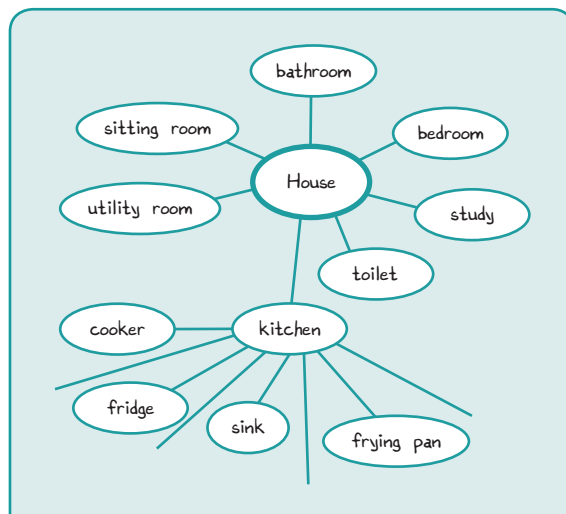 bathroom
sitting room
bedroom
House
utility room
study
toilet
cooker
kitchen
fridge
sink
frying pan